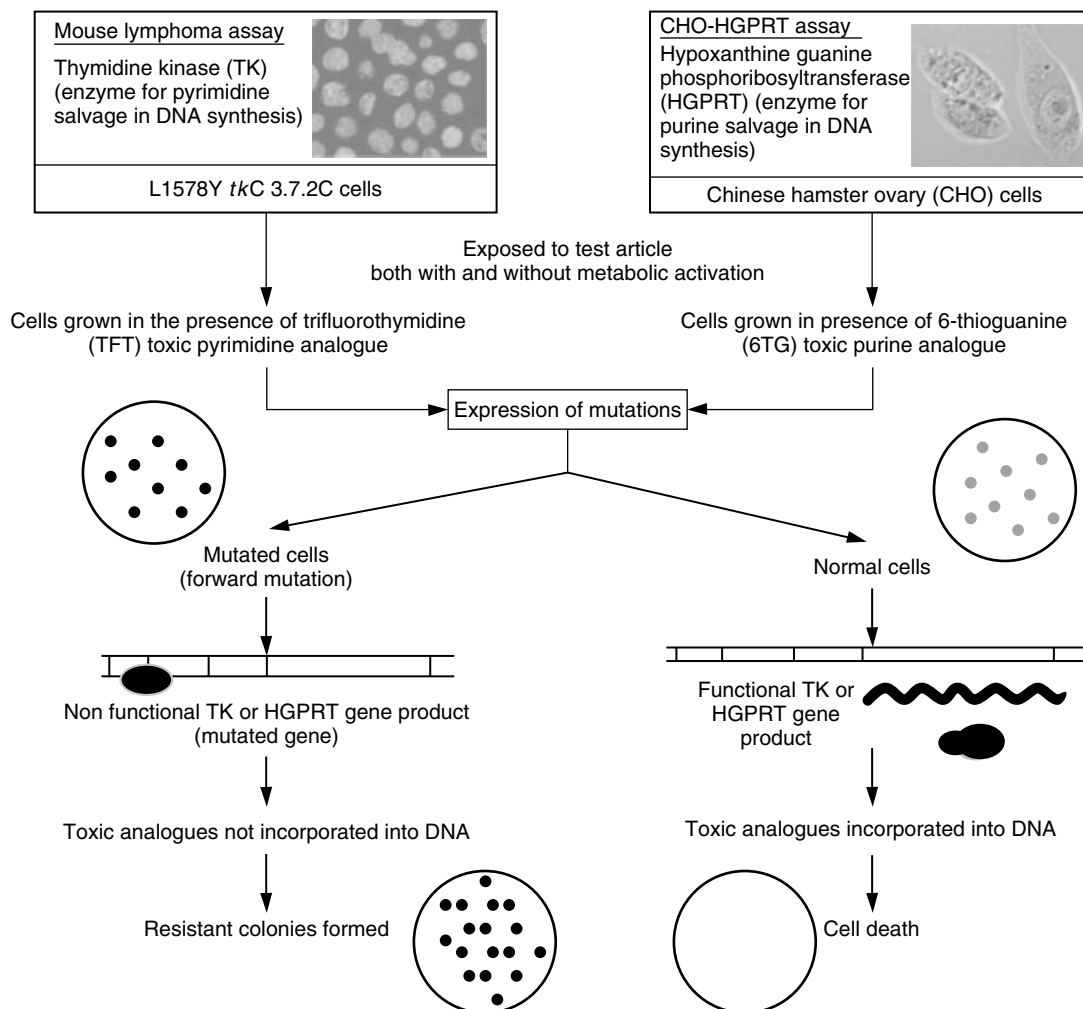 Mouse lymphoma assay
Thymidine kinase (TK)
(enzyme for pyrimidine
salvage in DNA synthesis)
L1578Y tkC 3.7.2C cells
CHO-HGPRT assay
Hypoxanthine guanine
phosphoribosyltransferase
(HGPRT) (enzyme for
purine salvage in DNA
synthesis)
Chinese hamster ovary (CHO) cells
Exposed to test article
both with and without metabolic activation
Cells grown in the presence of trifluorothymidine
(TFT) toxic pyrimidine analogue
Cells grown in presence of 6-thioguanine
(6TG) toxic purine analogue
Expression of mutations
Mutated cells
(forward mutation)
Normal cells
Non functional TK or HGPRT gene product
(mutated gene)
Functional TK or
HGPRT gene
product
Toxic analogues not incorporated into DNA
Toxic analogues incorporated into DNA
Resistant colonies formed
Cell death